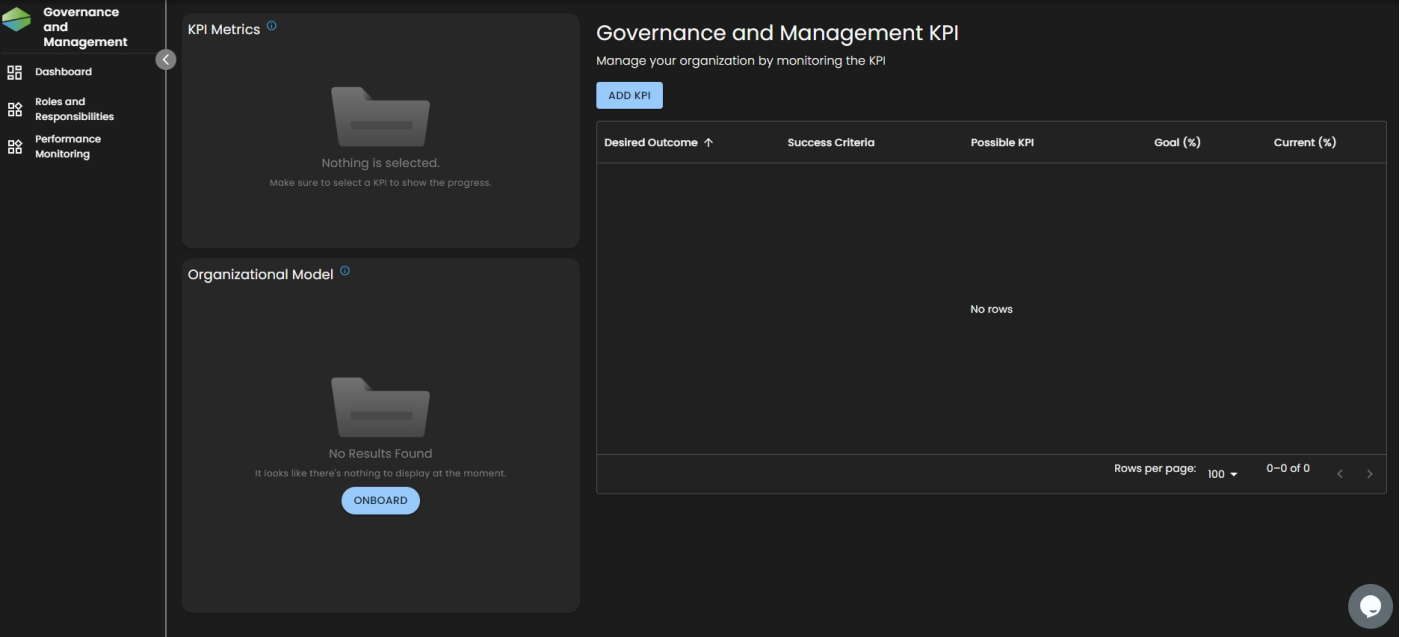 Governance
and
Management
Dashboard
Roles and
Responsibilities
Performance
Monitoring
KPI Metrics
Nothing is selected.
Make sure to select a KPI to show the progress.
Organizational Model
No Results Found
It looks like there's nothing to display at the moment.
ONBOARD
Governance and Management KPI
Manage your organization by monitoring the KPI
ADD KPI
Desired Outcome Success Criteria Possible KPI Goal (%) Current (%)
No rows
Rows per page: 100 0–0 of 0